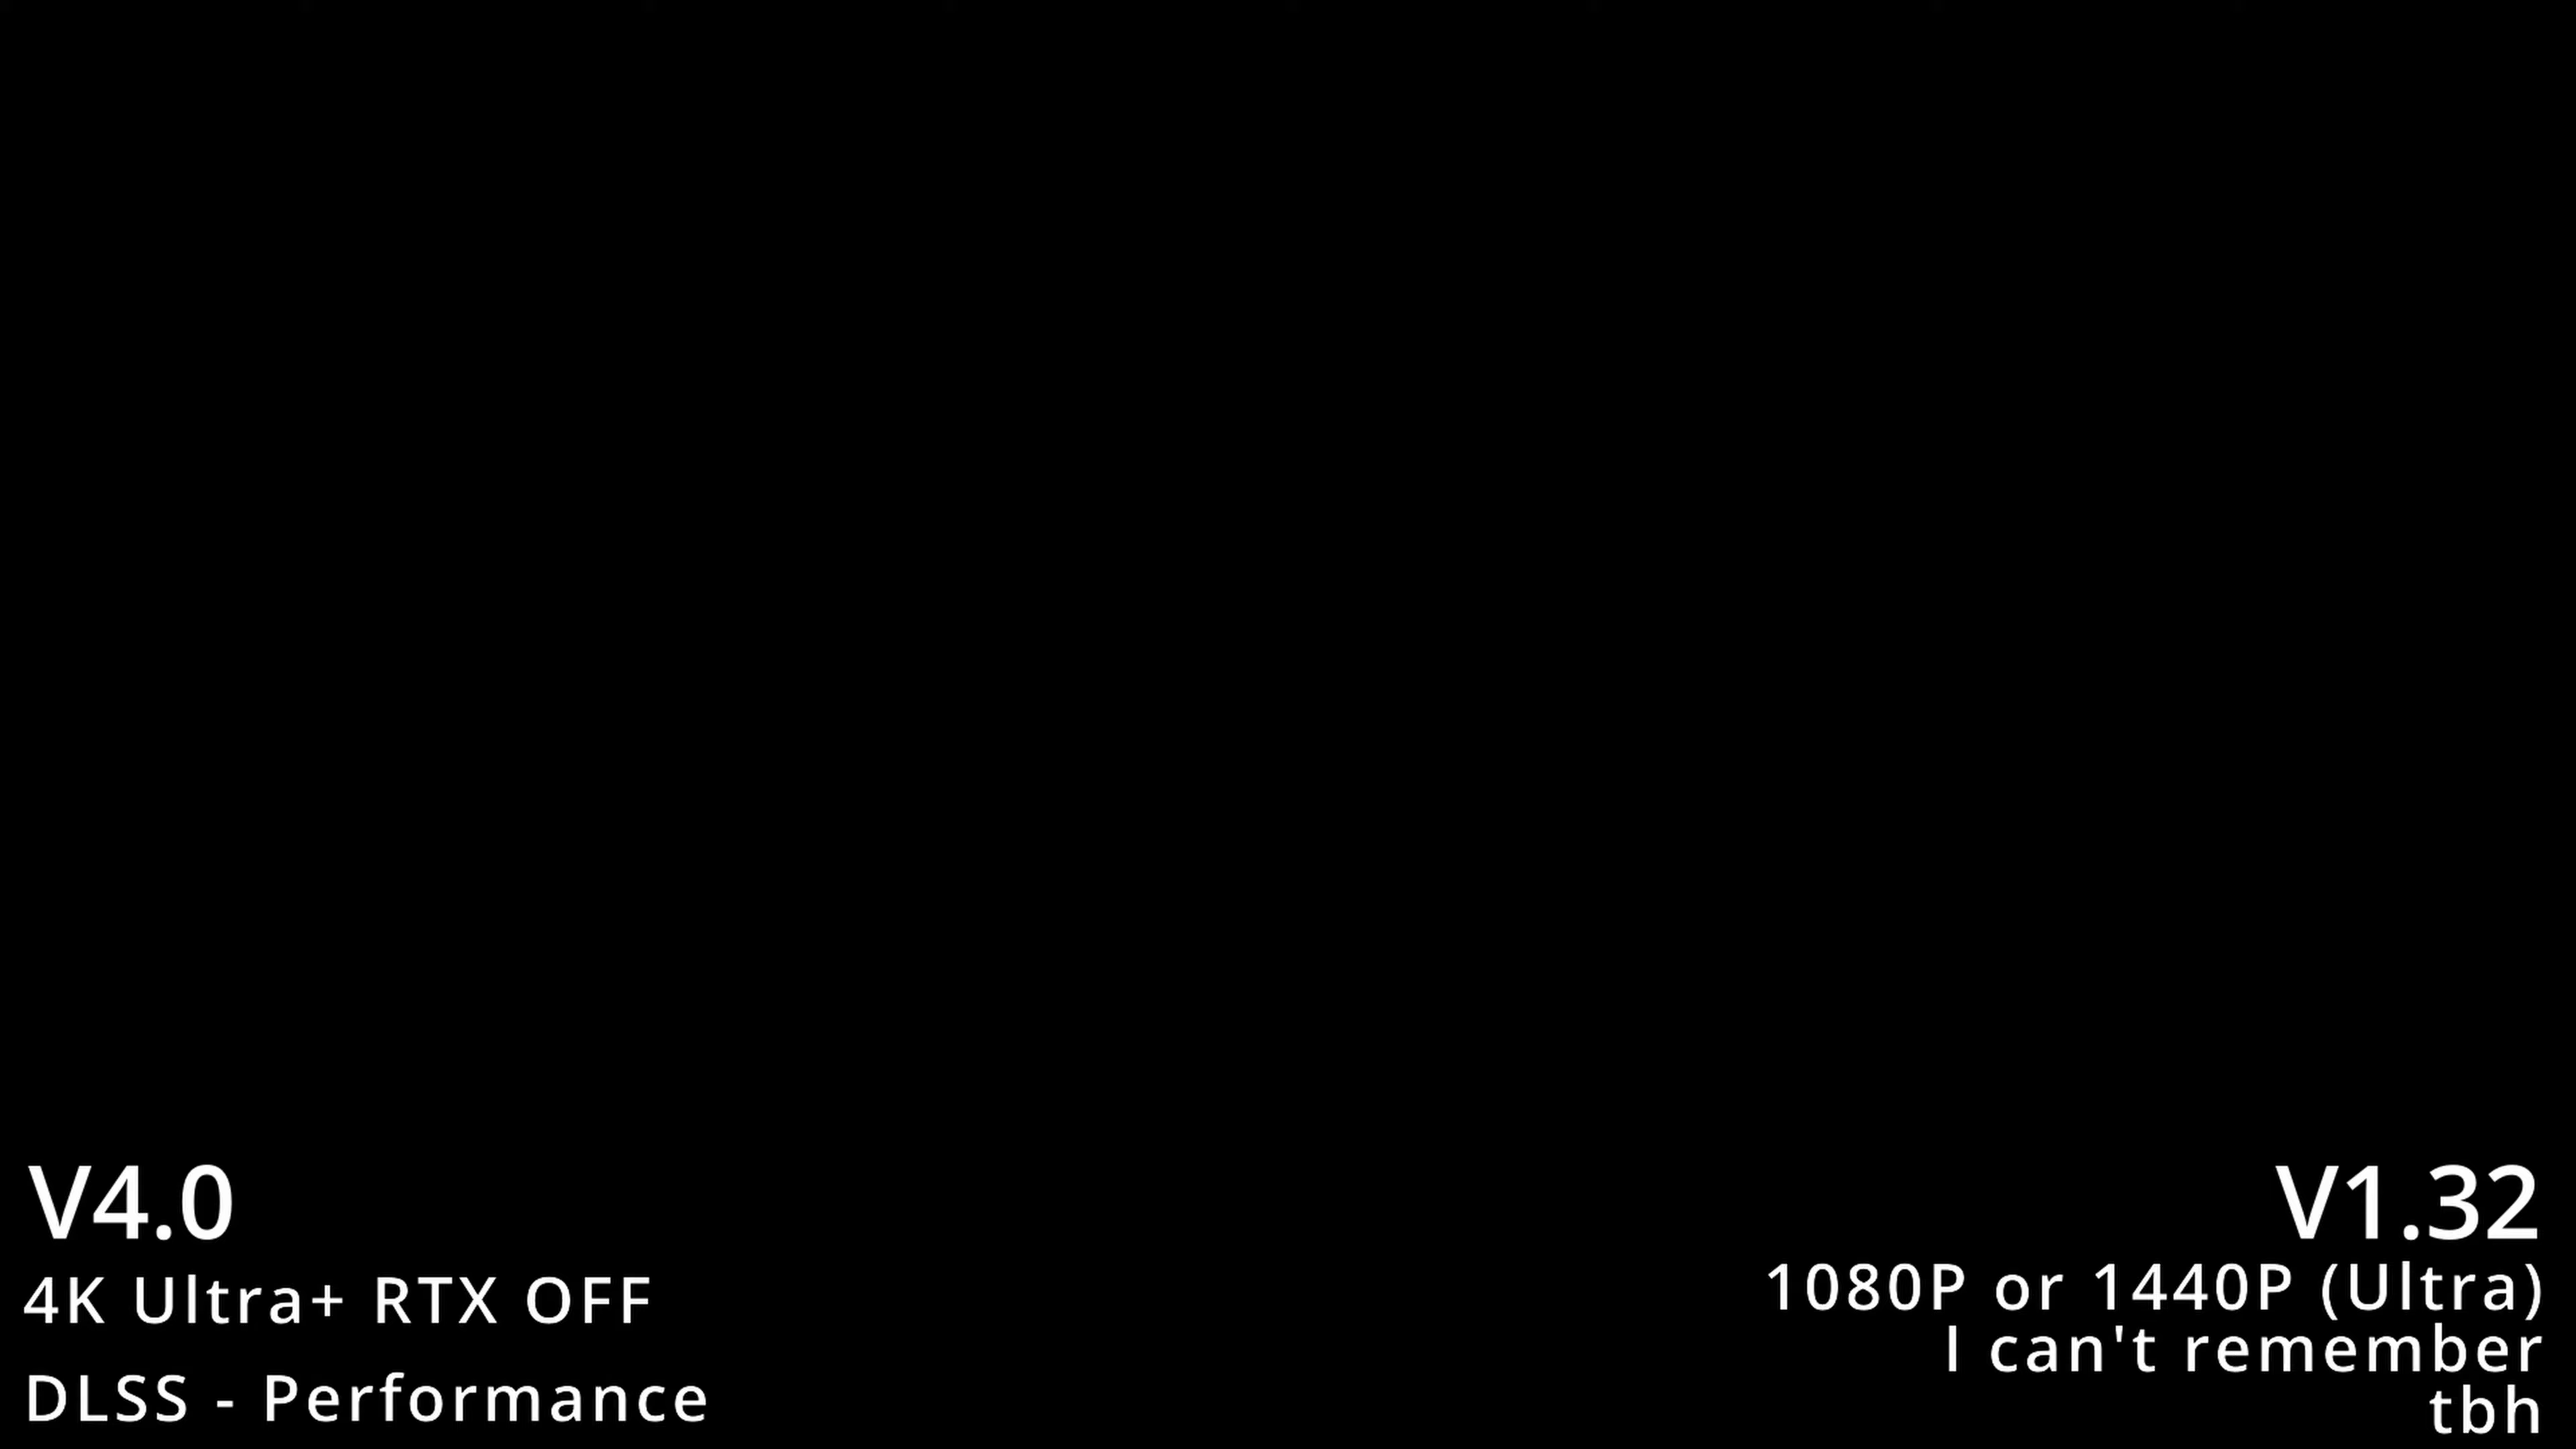 V4.0
4K Ultra+ RTX OFF
DLSS - Performance
V1.32
1080P or 1440P (Ultra)
I can't remember
tbh